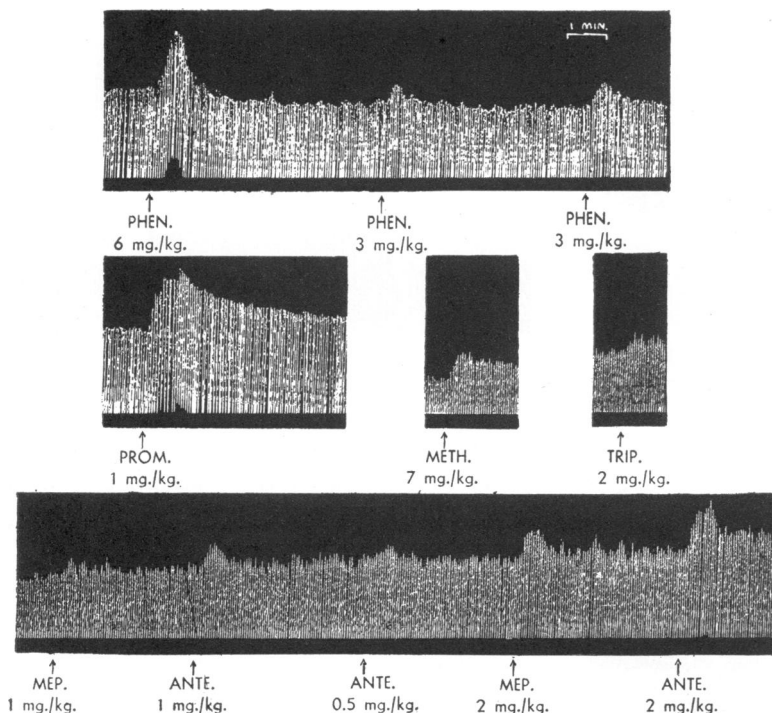 1 MIN.
PHEN. PHEN. PHEN.
6 mg./kg. 3 mg./kg. 3 mg./kg.
PROM. METH. TRIP.
1 mg./kg. 7 mg./kg. 2 mg./kg.
MEP. ANTE. ANTE. MEP. ANTE.
1 mg./kg. 1 mg./kg. 0.5 mg./kg. 2 mg./kg. 2 mg./kg.